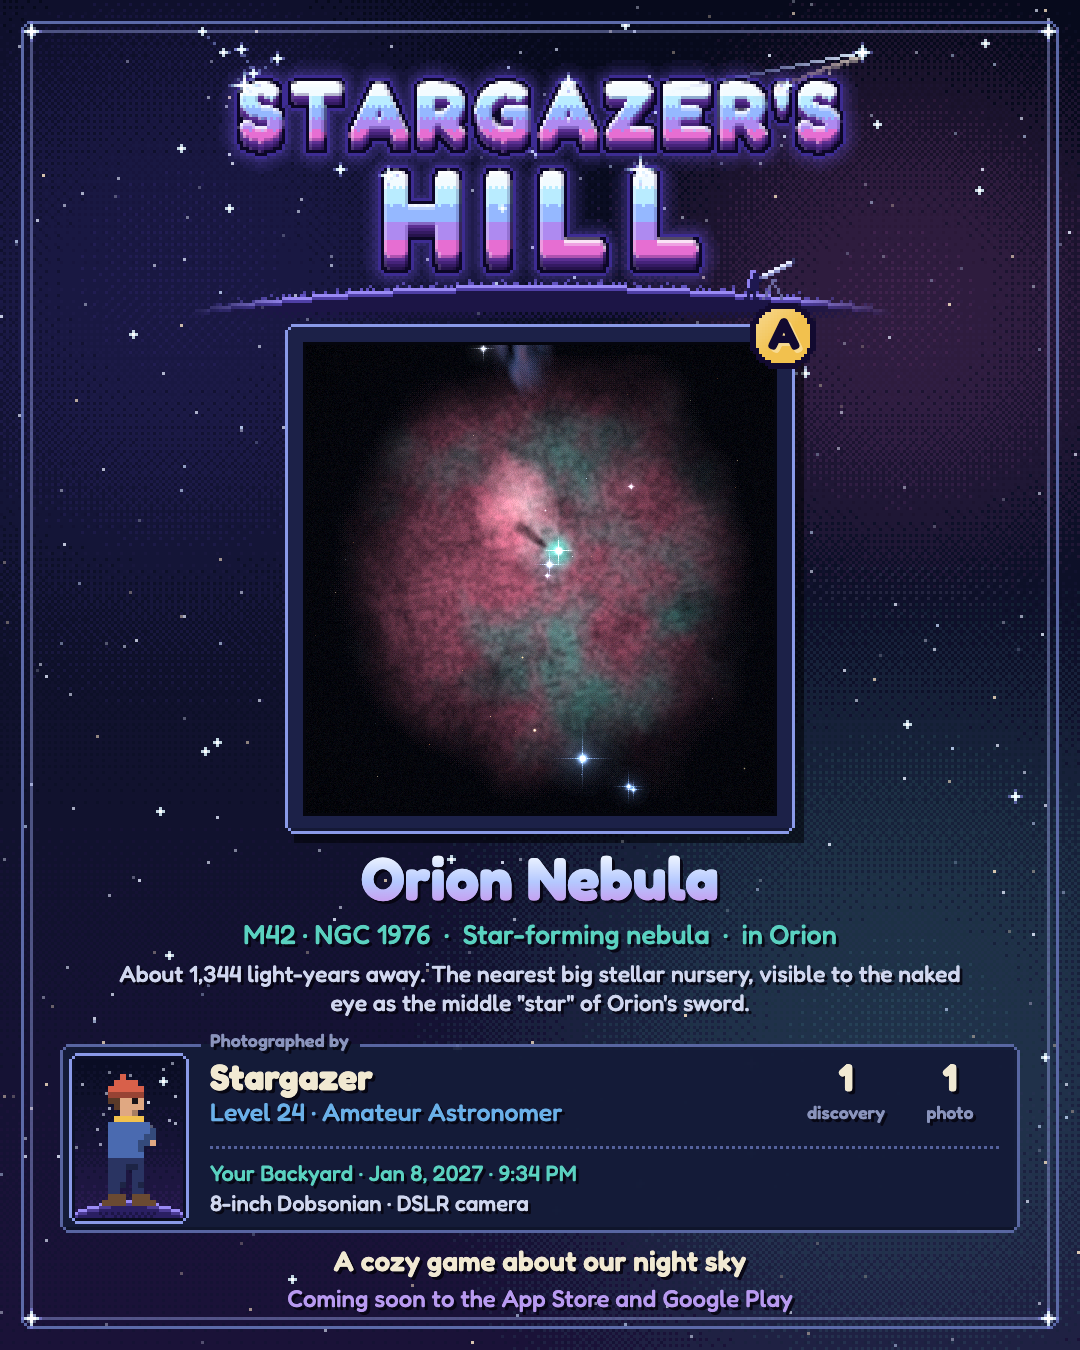 STARGAZER'S
HILL
A
Orion Nebula
M42 · NGC 1976 · Star-forming nebula · in Orion
About 1,344 light-years away. The nearest big stellar nursery, visible to the naked
eye as the middle "star" of Orion's sword.
Photographed by
Stargazer
Level 24 · Amateur Astronomer
1 discovery
1 photo
Your Backyard · Jan 8, 2027 · 9:34 PM
8-inch Dobsonian · DSLR camera
A cozy game about our night sky
Coming soon to the App Store and Google Play